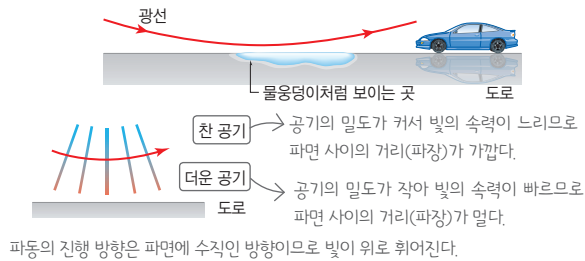 광선
물웅덩이처럼 보이는 곳
도로
찬 공기
공기의 밀도가 커서 빛의 속력이 느리므로
파면 사이의 거리(파장)가 가깝다.
더운 공기
공기의 밀도가 작아 빛의 속력이 빠르므로
파면 사이의 거리(파장)가 멀다.
도로
파동의 진행 방향은 파면에 수직인 방향이므로 빛이 위로 휘어진다.